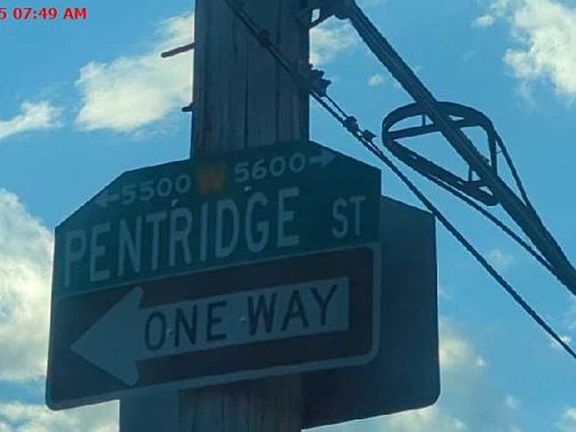 5 07:49 AM
←5500 W 5600→
PENTRIDGE ST
ONE WAY